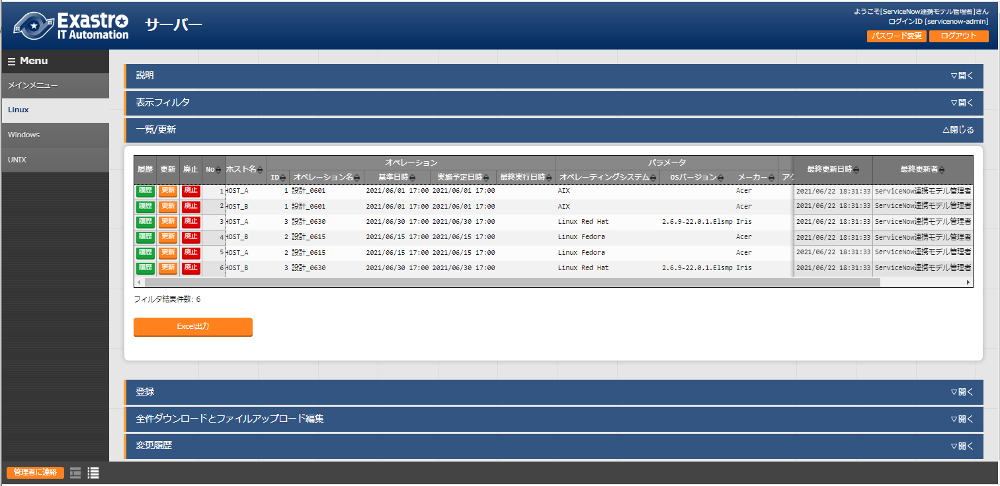 Exastro
IT Automation
サーバー
ようこそ[ServiceNow連携モデル管理者]さん
ログインID [servicenow-admin]
パスワード変更 ログアウト
Menu
メインメニュー
Linux
Windows
UNIX
説明 ▽開く
表示フィルタ ▽開く
一覧/更新 △閉じる
履歴 更新 廃止 No ホスト名 オペレーション パラメータ 最終更新日時 最終更新者
ID オペレーション名 基準日時 実施予定日時 最終実行日時 オペレーティングシステム OSバージョン メーカー アク
履歴 更新 廃止 1 HOST_A 1 設計_0601 2021/06/01 17:00 2021/06/01 17:00 AIX Acer 2021/06/22 18:31:33 ServiceNow連携モデル管理者
履歴 更新 廃止 2 HOST_B 1 設計_0601 2021/06/01 17:00 2021/06/01 17:00 AIX Acer 2021/06/22 18:31:33 ServiceNow連携モデル管理者
履歴 更新 廃止 3 HOST_A 3 設計_0630 2021/06/30 17:00 2021/06/30 17:00 Linux Red Hat 2.6.9-22.0.1.Elsmp Iris 2021/06/22 18:31:33 ServiceNow連携モデル管理者
履歴 更新 廃止 4 HOST_B 2 設計_0615 2021/06/15 17:00 2021/06/15 17:00 Linux Fedora Acer 2021/06/22 18:31:33 ServiceNow連携モデル管理者
履歴 更新 廃止 5 HOST_A 2 設計_0615 2021/06/15 17:00 2021/06/15 17:00 Linux Fedora Acer 2021/06/22 18:31:33 ServiceNow連携モデル管理者
履歴 更新 廃止 6 HOST_B 3 設計_0630 2021/06/30 17:00 2021/06/30 17:00 Linux Red Hat 2.6.9-22.0.1.Elsmp Iris 2021/06/22 18:31:33 ServiceNow連携モデル管理者
フィルタ結果件数: 6
Excel出力
登録 ▽開く
全件ダウンロードとファイルアップロード編集 ▽開く
変更履歴 ▽開く
管理者に連絡